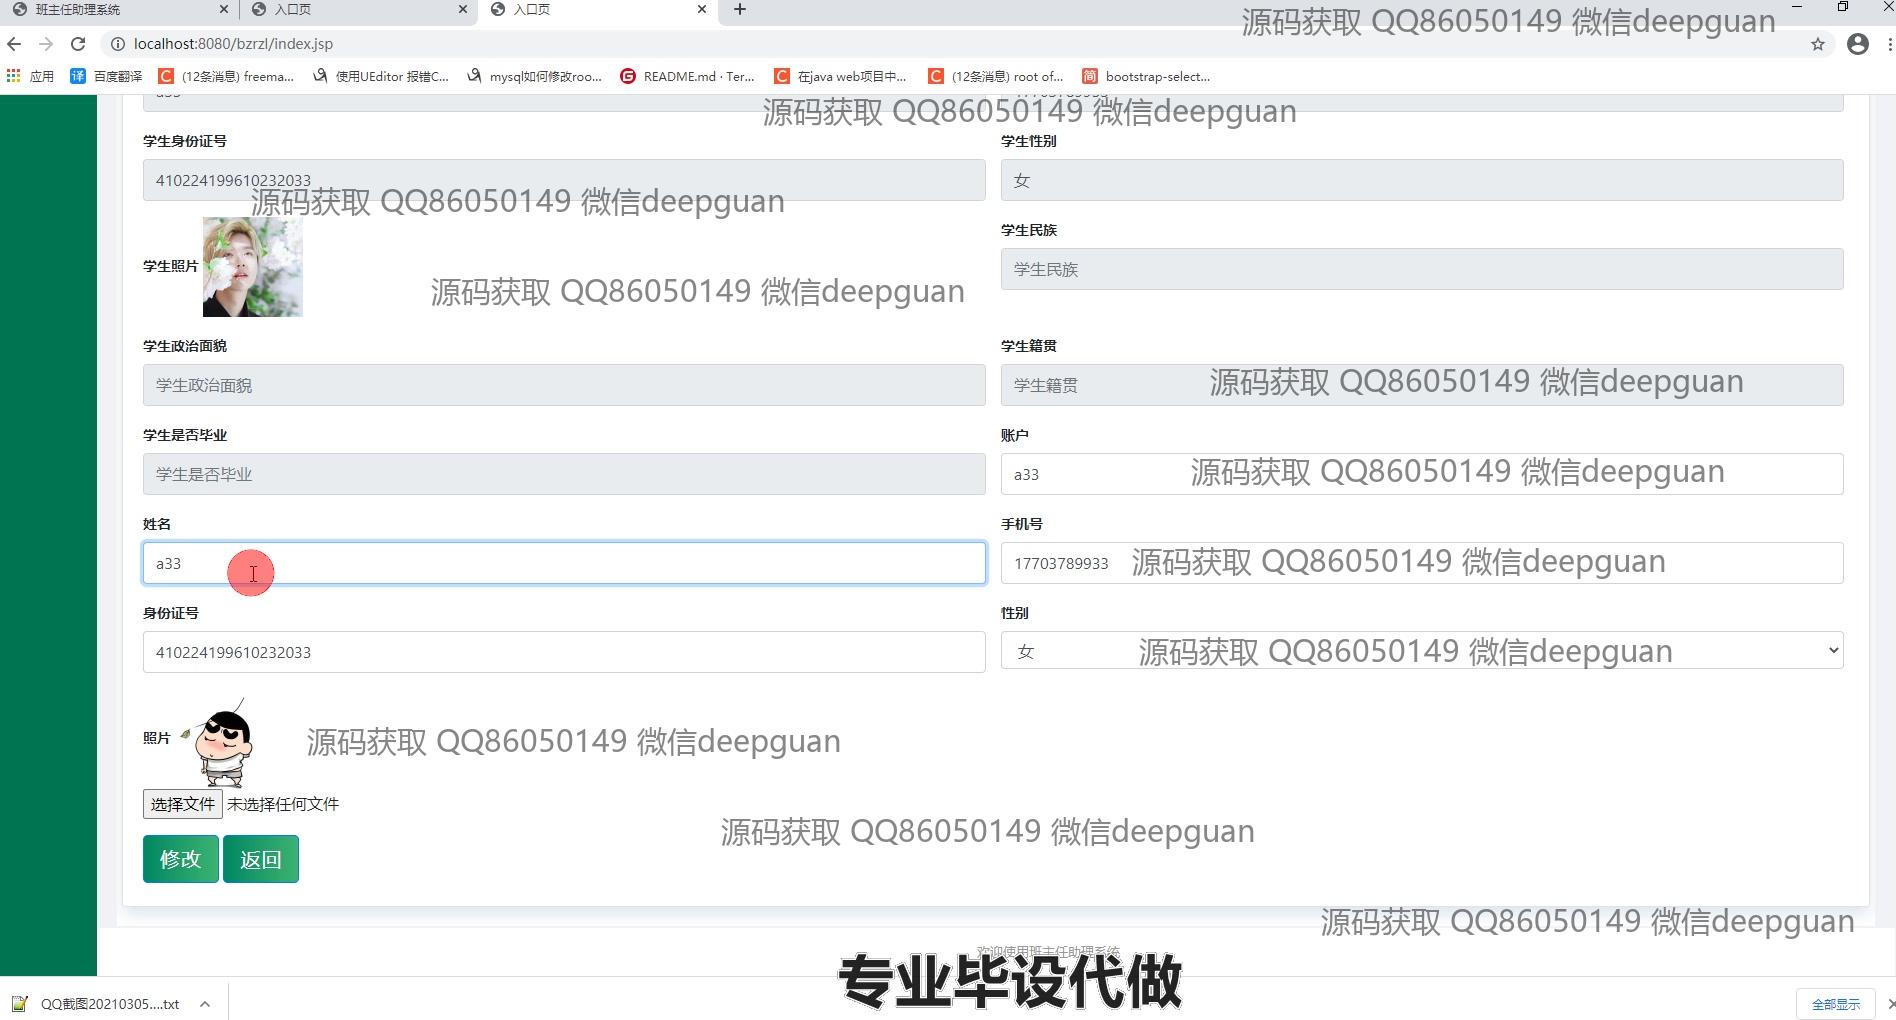 班主任助理系统
入口页
入口页
源码获取 QQ86050149 微信deepguan
localhost:8080/bzrzl/index.jsp
应用
译 百度翻译
C (12条消息) freema...
使用UEditor 报错C...
mysql如何修改roo...
G README.md · Ter...
C 在java web项目中...
C (12条消息) root of...
简 bootstrap-select...
a33
17703789933
源码获取 QQ86050149 微信deepguan
学生身份证号
学生性别
410224199610232033
女
源码获取 QQ86050149 微信deepguan
学生照片
学生民族
学生民族
源码获取 QQ86050149 微信deepguan
学生政治面貌
学生籍贯
学生政治面貌
学生籍贯
源码获取 QQ86050149 微信deepguan
学生是否毕业
账户
学生是否毕业
a33
源码获取 QQ86050149 微信deepguan
姓名
手机号
a33
17703789933
源码获取 QQ86050149 微信deepguan
身份证号
性别
410224199610232033
女
源码获取 QQ86050149 微信deepguan
照片
源码获取 QQ86050149 微信deepguan
选择文件 未选择任何文件
源码获取 QQ86050149 微信deepguan
修改
返回
源码获取 QQ86050149 微信deepguan
欢迎使用班主任助理系统
专业毕设代做
QQ截图20210305....txt
全部显示